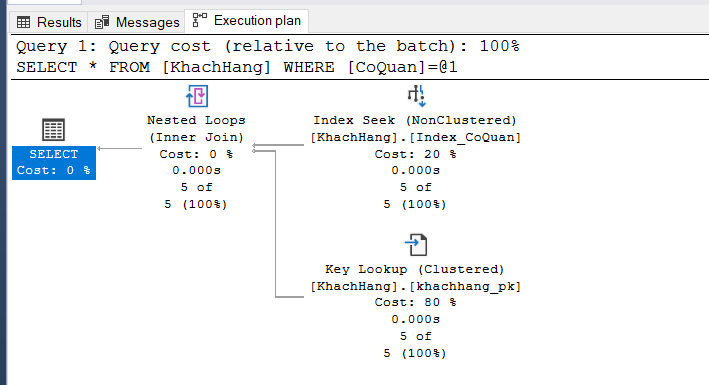 Results Messages Execution plan
Query 1: Query cost (relative to the batch): 100%
SELECT * FROM [KhachHang] WHERE [CoQuan]=@1
SELECT
Cost: 0 %
Nested Loops
(Inner Join)
Cost: 0 %
0.000s
5 of
5 (100%)
Index Seek (NonClustered)
[KhachHang].[Index_CoQuan]
Cost: 20 %
0.000s
5 of
5 (100%)
Key Lookup (Clustered)
[KhachHang].[khachhang_pk]
Cost: 80 %
0.000s
5 of
5 (100%)